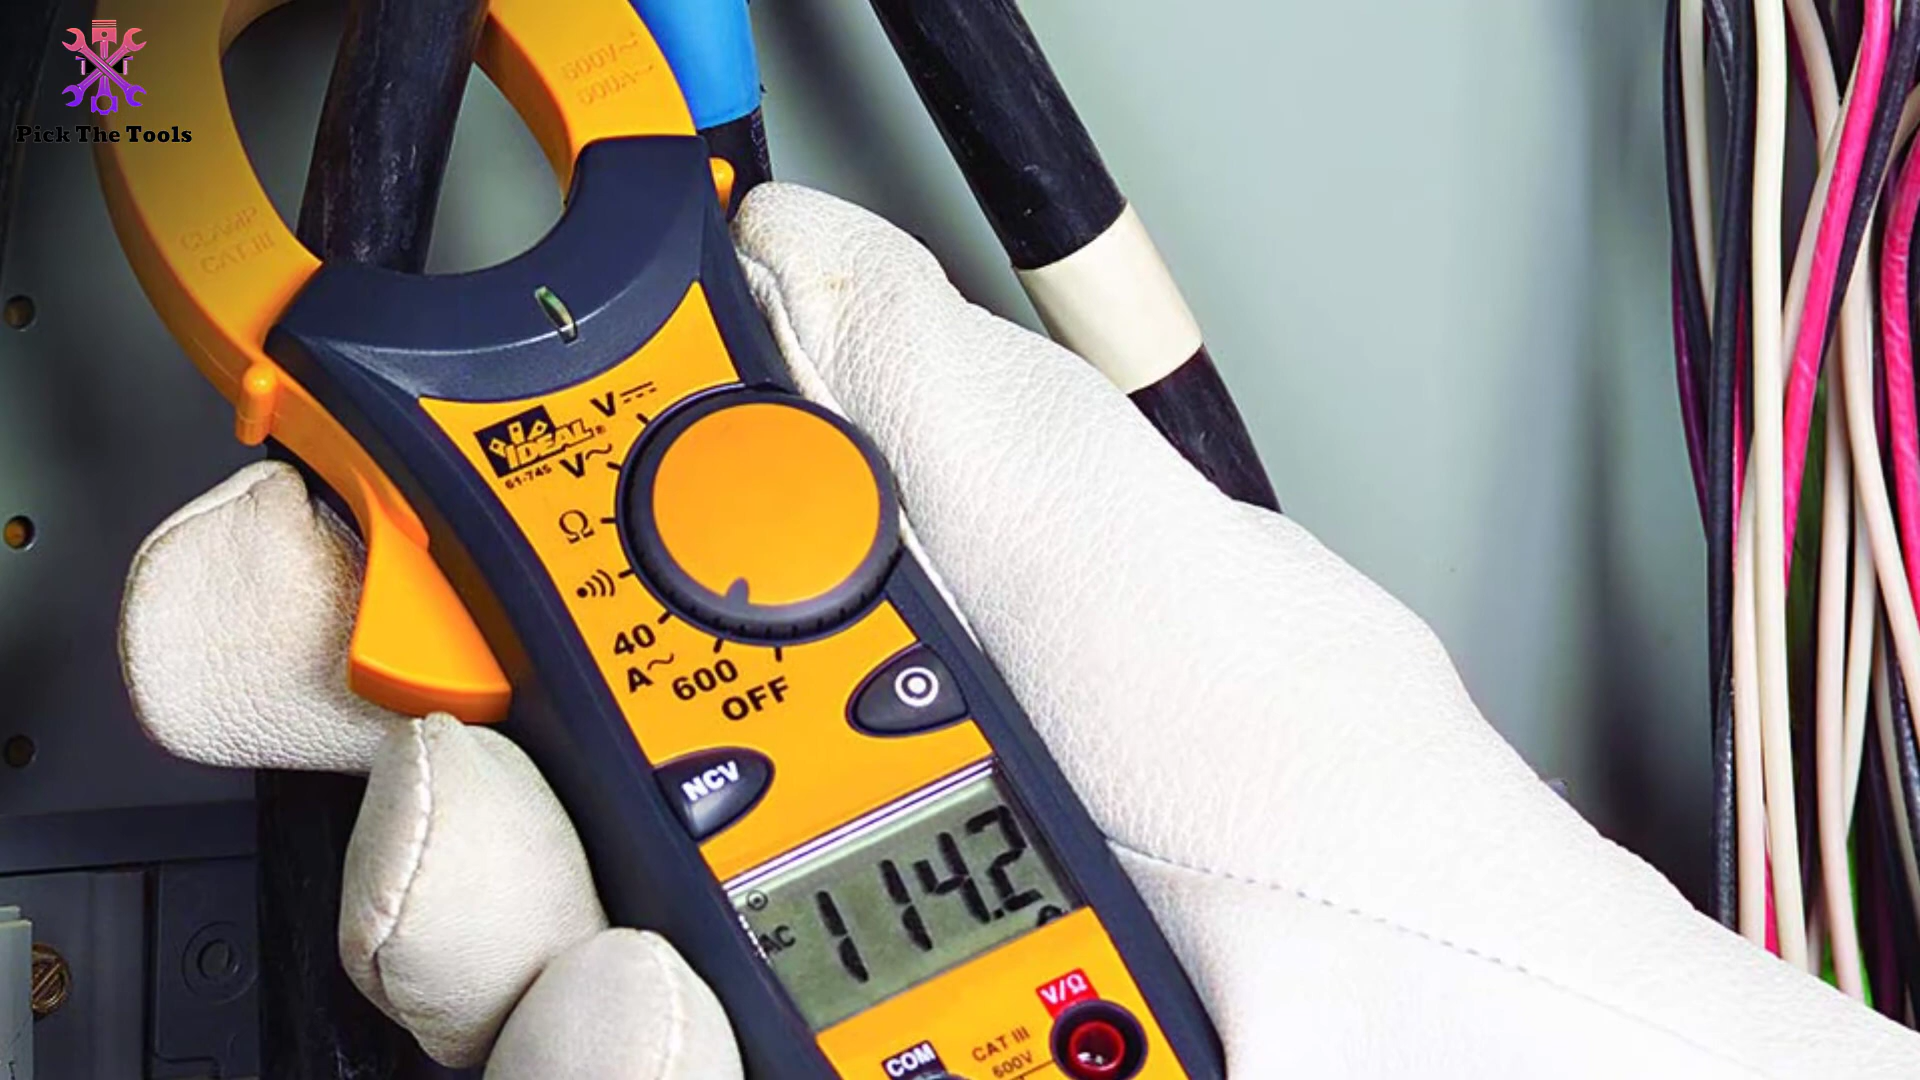 Pick The Tools
600V~
600A~
CLAMP
CAT.III
IDEAL®
61-745
V
V~
Ω
40
A~
600
OFF
NCV
AC
114.2
A
V/Ω
COM
CAT III
600V